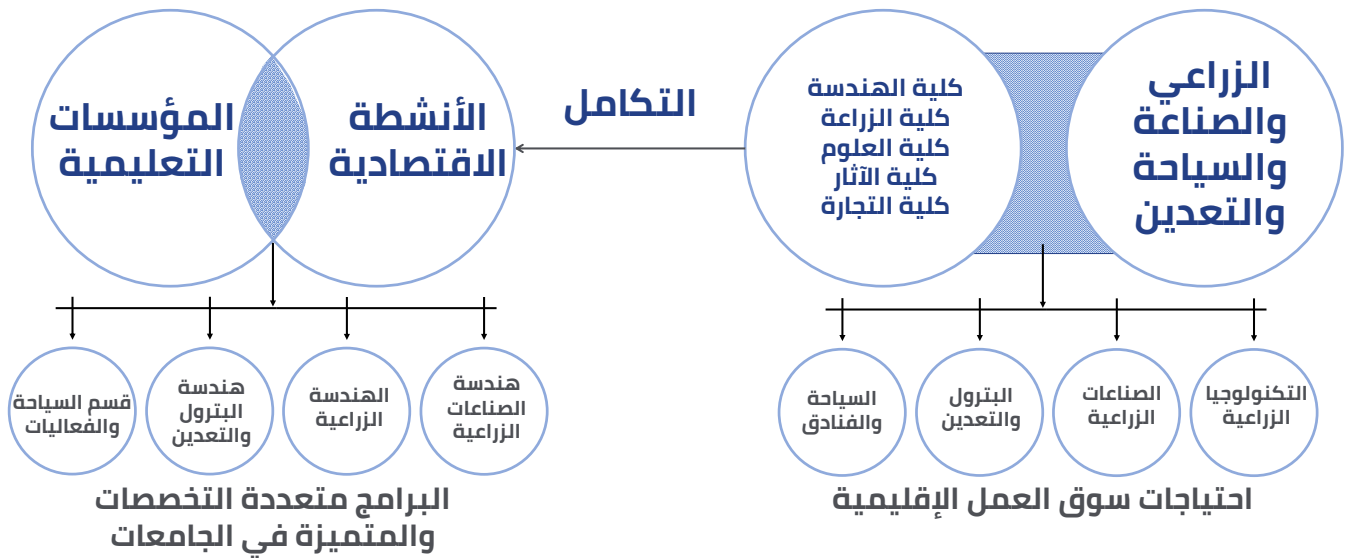 الزراعي
والصناعة
والسياحة
والتعدين
كلية الهندسة
كلية الزراعة
كلية العلوم
كلية الآثار
كلية التجارة
التكامل
الأنشطة
الاقتصادية
المؤسسات
التعليمية
التكنولوجيا
الزراعية
الصناعات
الزراعية
البترول
والتعدين
السياحة
والفنادق
احتياجات سوق العمل الإقليمية
هندسة
الصناعات
الزراعية
الهندسة
الزراعية
هندسة
البترول
والتعدين
قسم السياحة
والفعاليات
البرامج متعددة التخصصات
والمتميزة في الجامعات